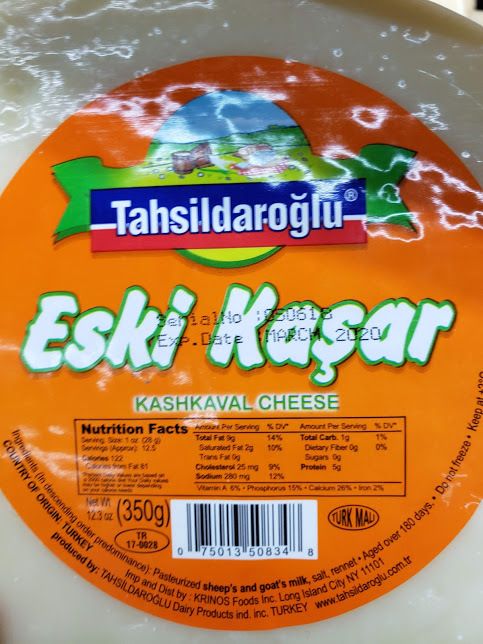 Tahsildaroğlu®
Eski Kaşar
Serial No : 030618
Exp.Date : MARCH 2020
KASHKAVAL CHEESE
Nutrition Facts
Serving Size: 1 oz. (28 g)
Servings (Approx): 12.5
Calories 122
Calories from Fat 81
Amount Per Serving % DV*
Total Fat 9g 14%
Saturated Fat 2g 10%
Trans Fat 0g
Cholesterol 25 mg 9%
Sodium 280 mg 12%
Amount Per Serving % DV*
Total Carb. 1g 1%
Dietary Fiber 0g 0%
Sugars 0g
Protein 5g
Vitamin A 6% • Phosphorus 15% • Calcium 26% • Iron 2%
Net Wt.
12.3 oz. (350g)
TR
17-0028
0 75013 50834 8
TURK MALI
Ingredients (In descending order predominance): Pasteurized sheep's and goat's milk, salt, rennet • Aged over 180 days. • Do not freeze • Keep at
COUNTRY OF ORIGIN: TURKEY
Imp and Dist by : KRINOS Foods Inc. Long Island City NY 11101
produced by: TAHSİLDAROĞLU Dairy Products ind. inc. TURKEY www.tahsildaroglu.com.tr